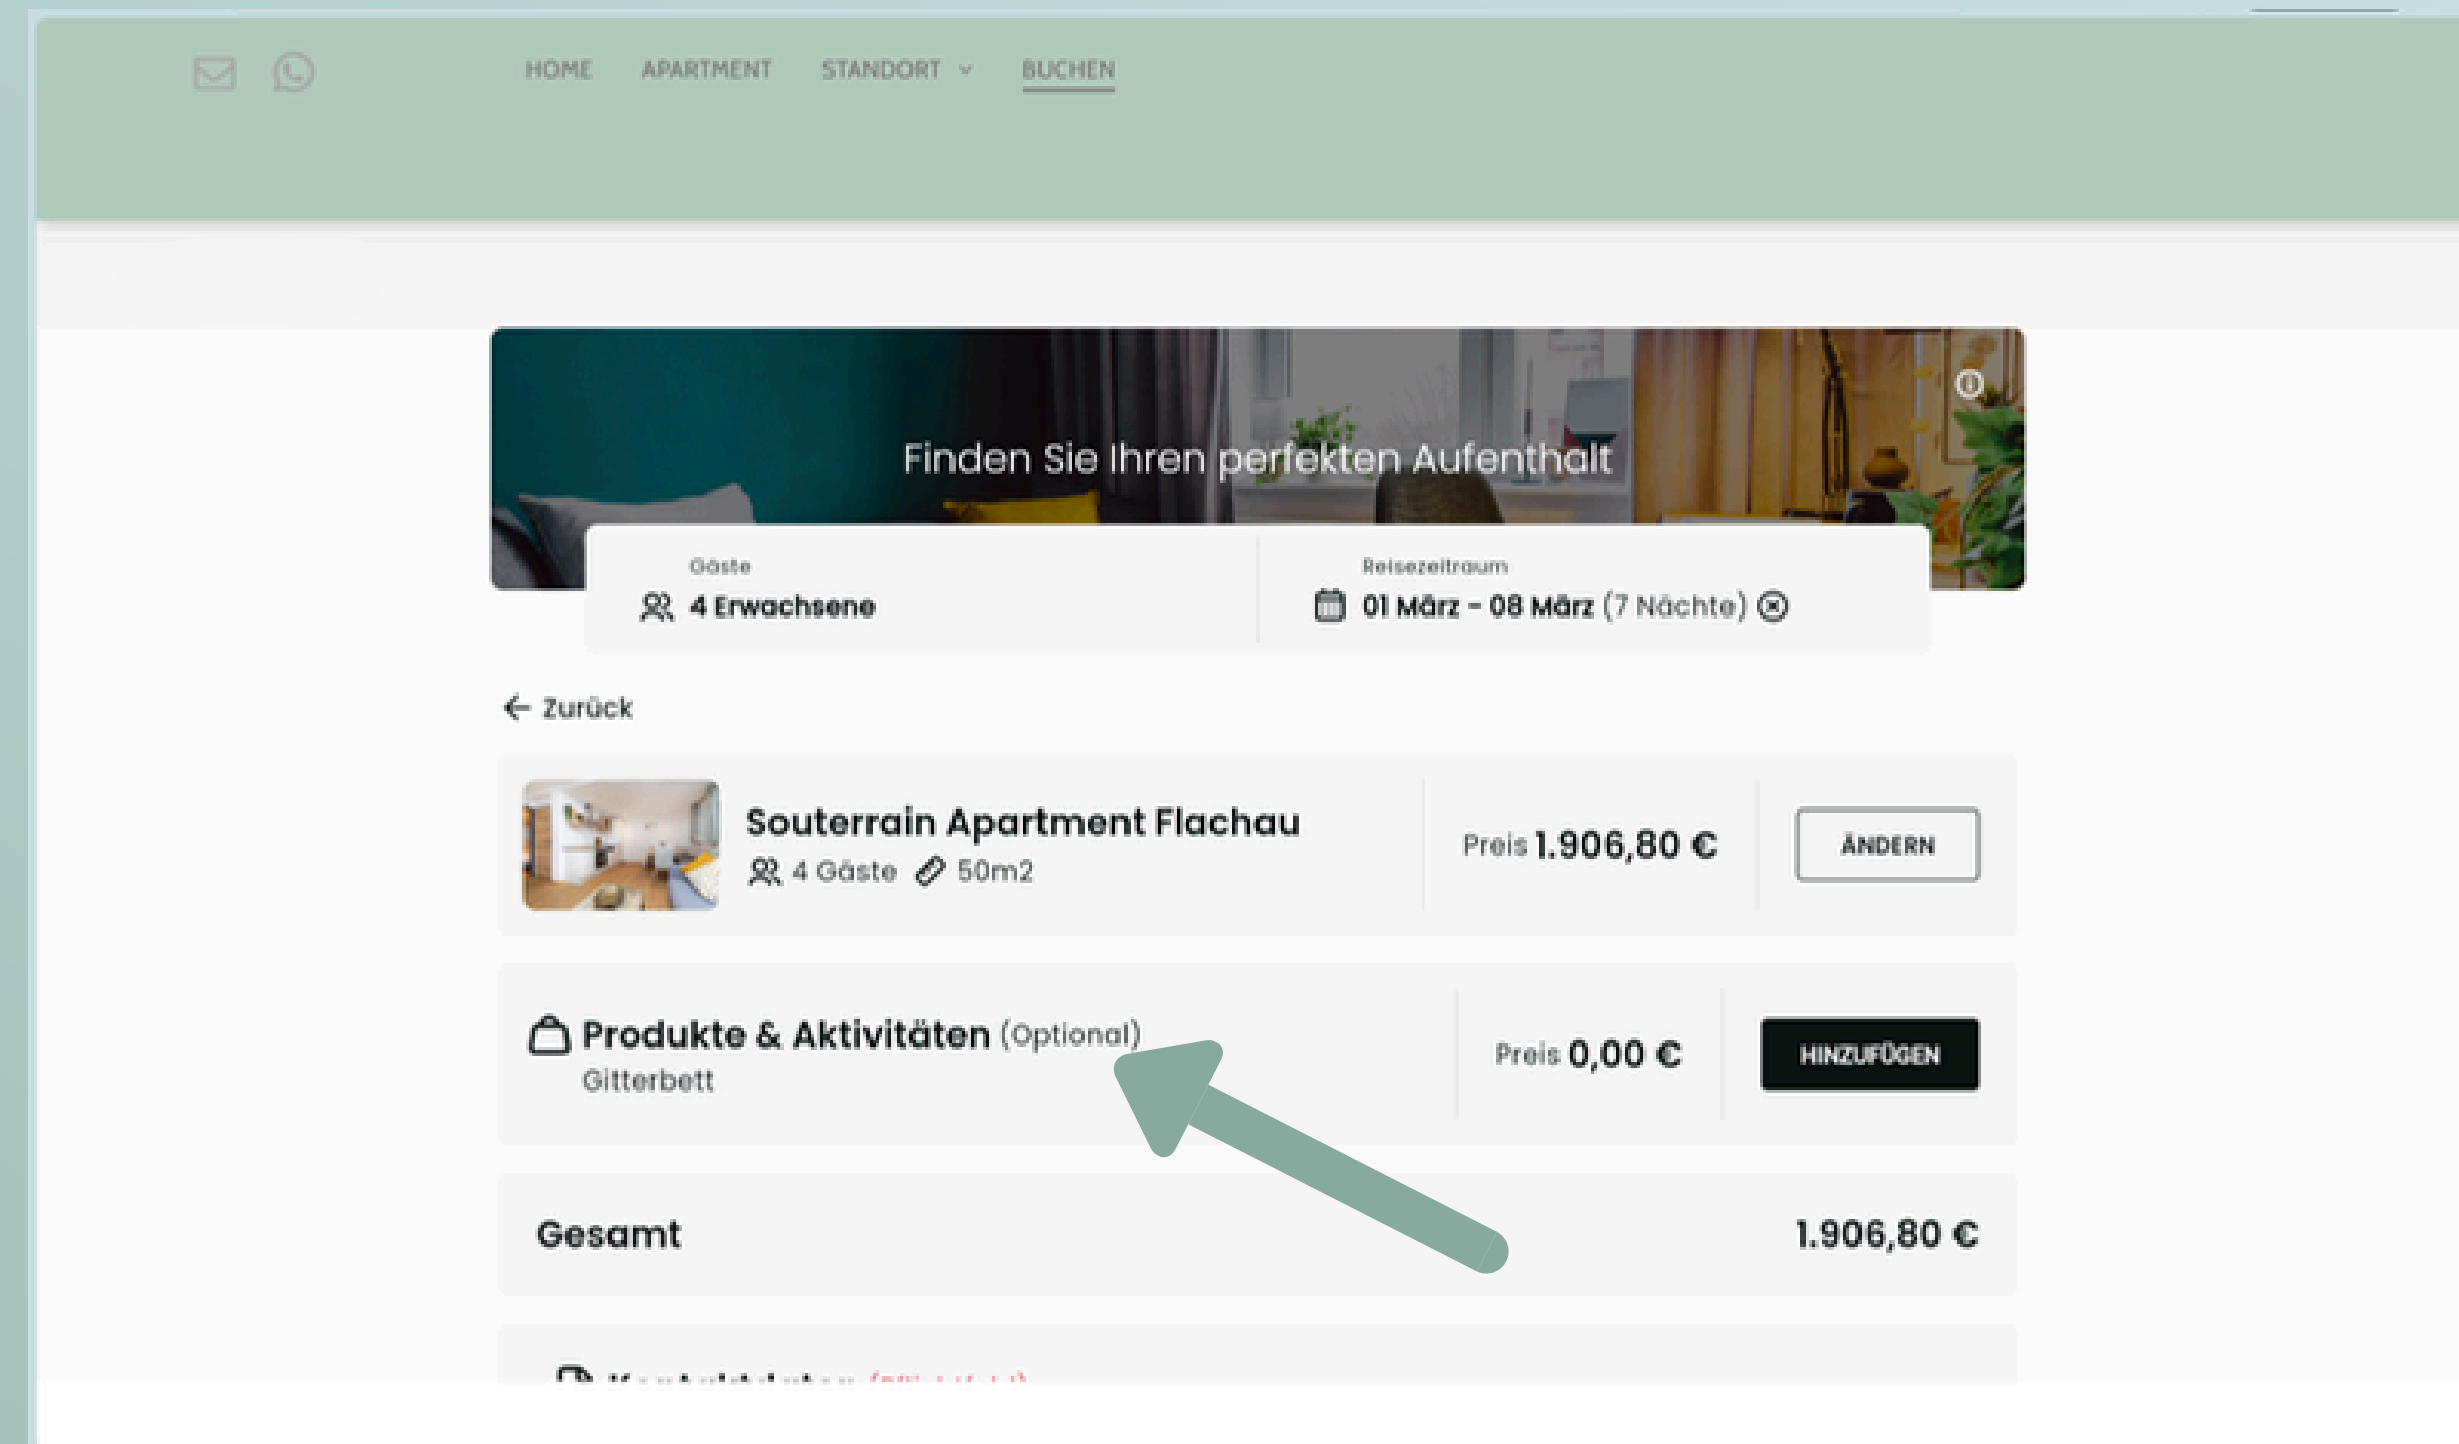 HOME APARTMENT STANDORT BUCHEN
Finden Sie Ihren perfekten Aufenthalt
Gäste
4 Erwachsene
Reisezeitraum
01 März - 08 März (7 Nächte)
← Zurück
Souterrain Apartment Flachau
4 Gäste 50m2
Preis 1.906,80 €
ÄNDERN
Produkte & Aktivitäten (Optional)
Gitterbett
Preis 0,00 €
HINZUFÜGEN
Gesamt
1.906,80 €